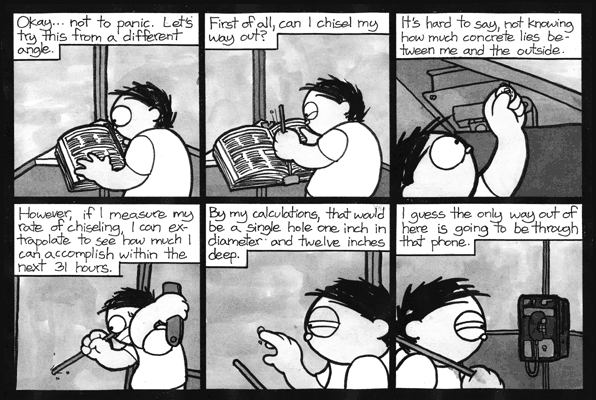 Okay... not to panic. Let's
try this from a different
angle.
First of all, can I chisel my
way out?
It's hard to say, not knowing
how much concrete lies be-
tween me and the outside.
However, if I measure my
rate of chiseling, I can ex-
trapolate to see how much I
can accomplish within the
next 31 hours.
By my calculations, that would
be a single hole one inch in
diameter and twelve inches
deep.
I guess the only way out of
here is going to be through
that phone.